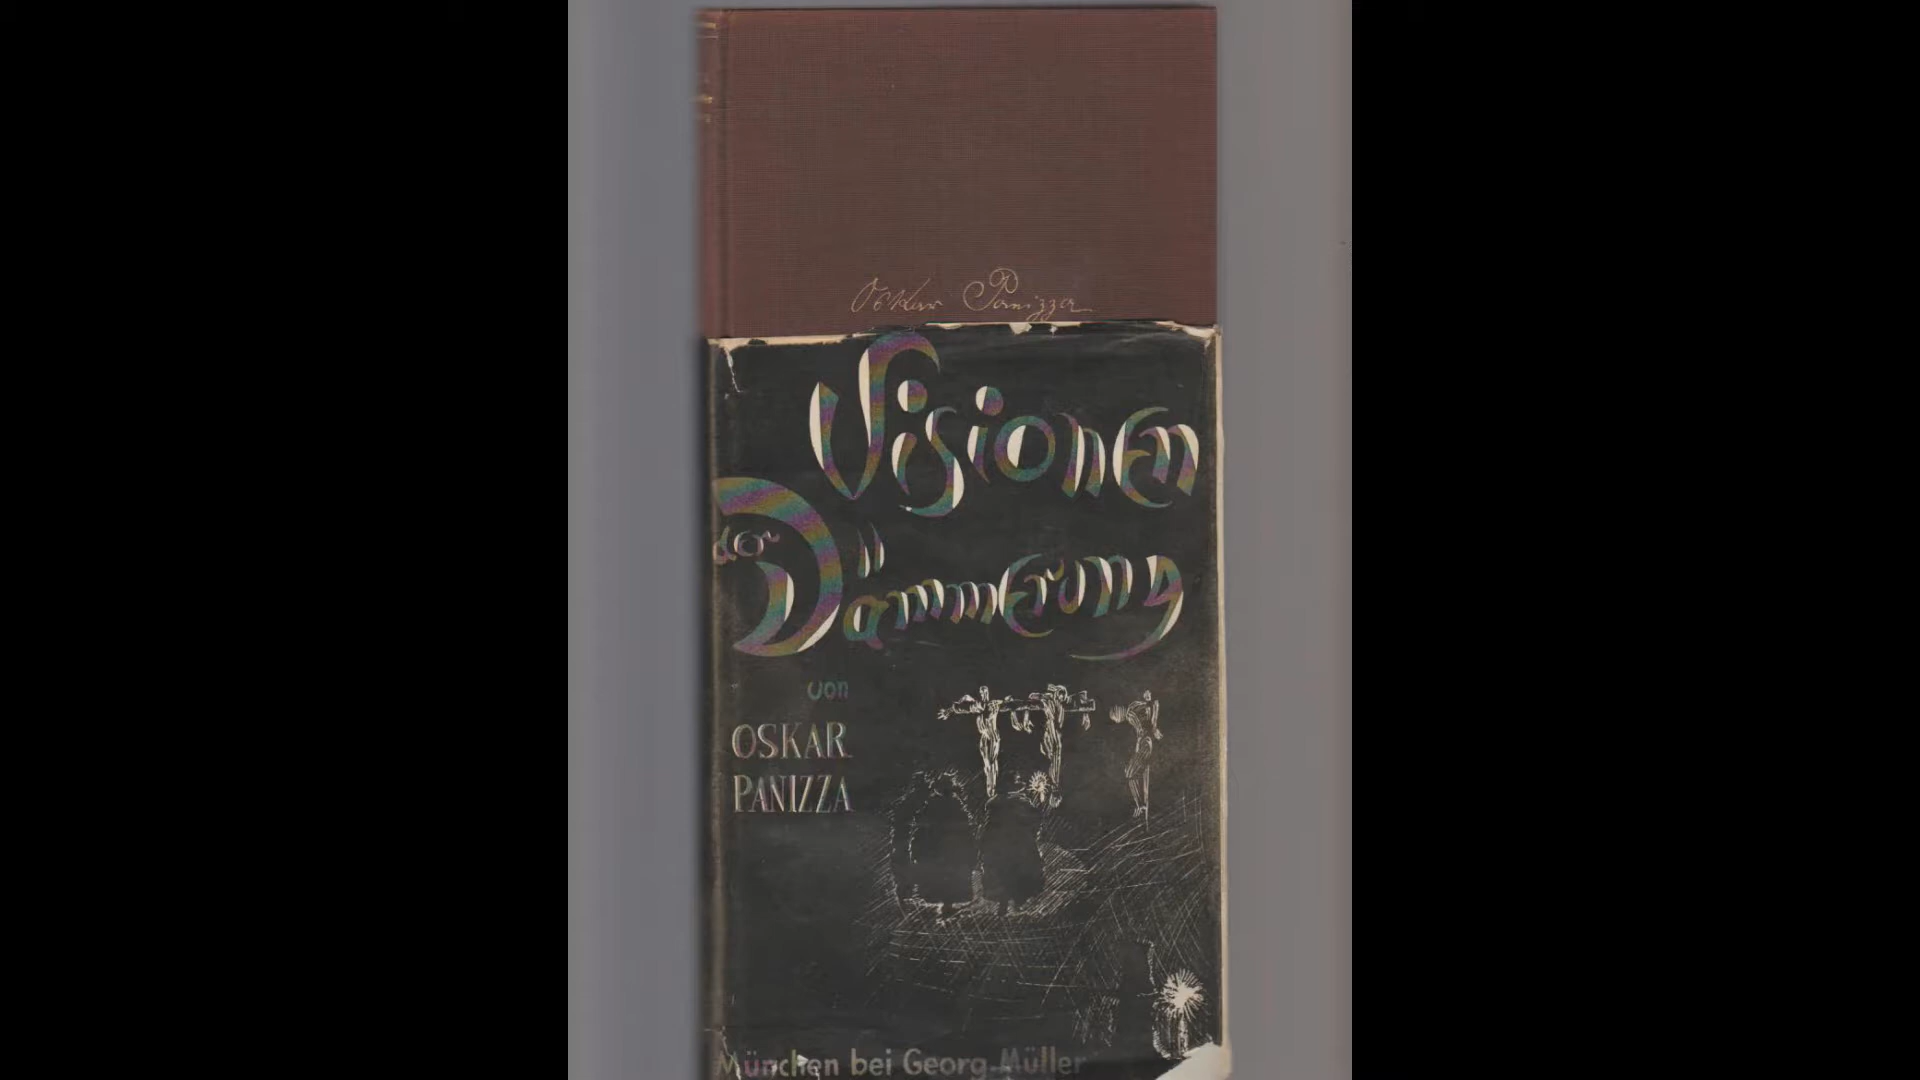 Oskar Panizza
Visionen
der Dämmerung
von
OSKAR
PANIZZA
München bei Georg Müller